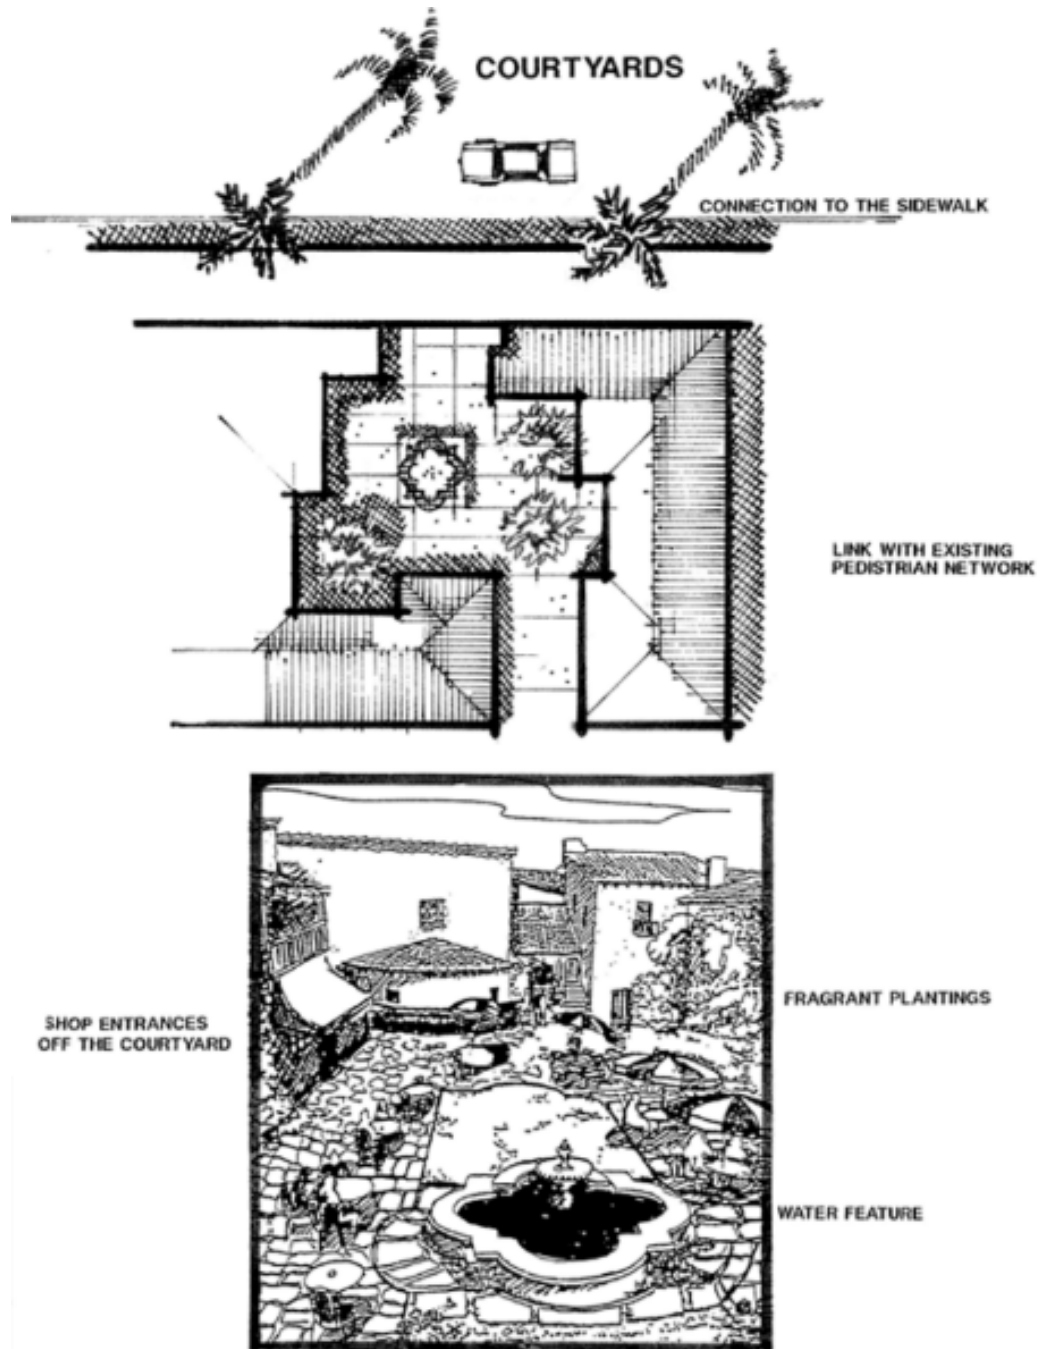 COURTYARDS
CONNECTION TO THE SIDEWALK
LINK WITH EXISTING
PEDISTRIAN NETWORK
FRAGRANT PLANTINGS
SHOP ENTRANCES
OFF THE COURTYARD
WATER FEATURE